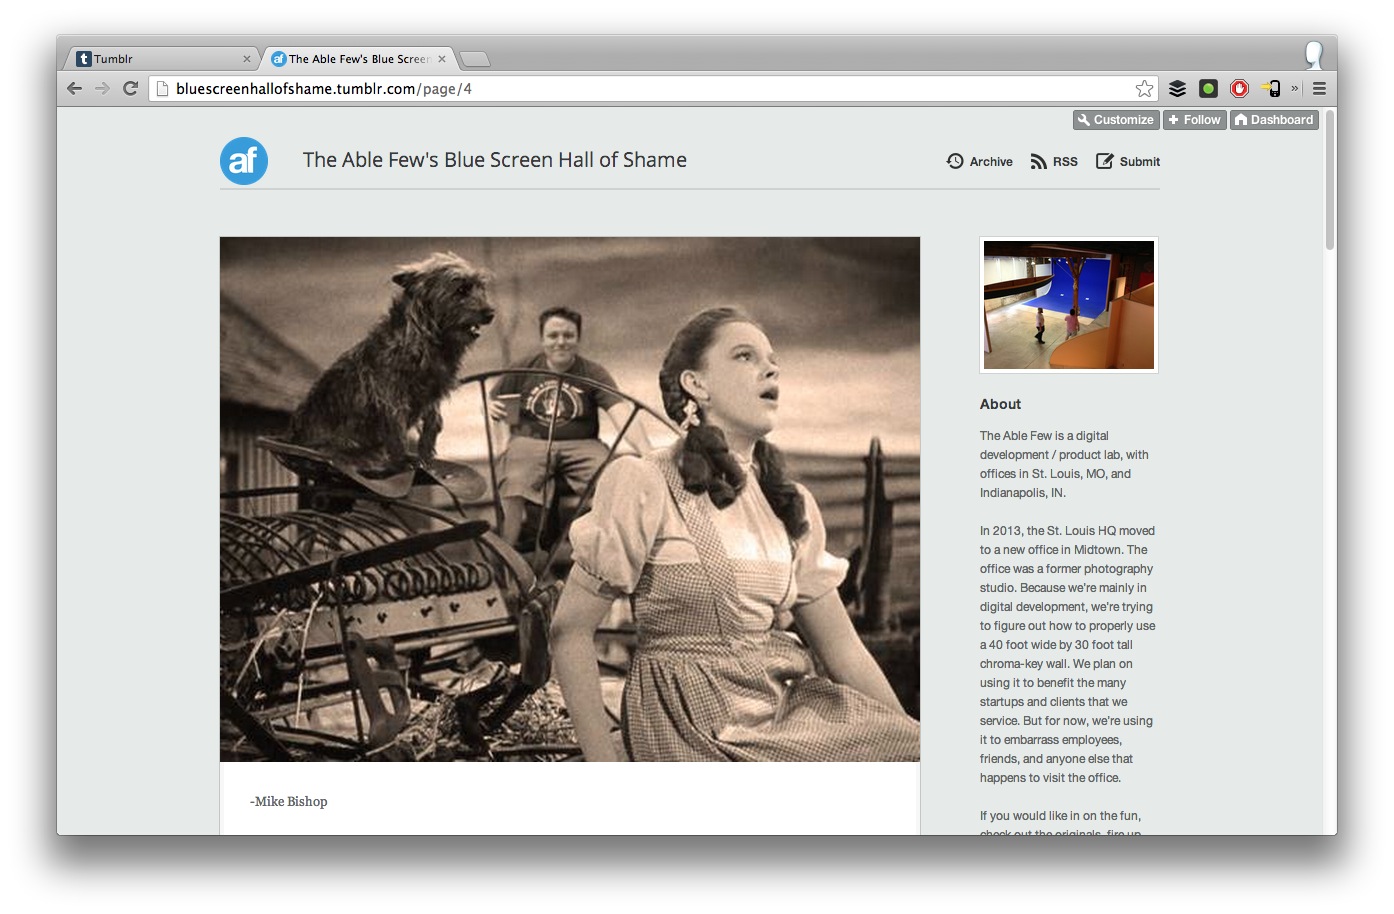 Tumblr
The Able Few's Blue Screen
bluescreenhallofshame.tumblr.com/page/4
Customize
Follow
Dashboard
af
The Able Few's Blue Screen Hall of Shame
Archive
RSS
Submit
-Mike Bishop
About
The Able Few is a digital
development / product lab, with
offices in St. Louis, MO, and
Indianapolis, IN.
In 2013, the St. Louis HQ moved
to a new office in Midtown. The
office was a former photography
studio. Because we're mainly in
digital development, we're trying
to figure out how to properly use
a 40 foot wide by 30 foot tall
chroma-key wall. We plan on
using it to benefit the many
startups and clients that we
service. But for now, we're using
it to embarrass employees,
friends, and anyone else that
happens to visit the office.
If you would like in on the fun,
check out the originals, fire up